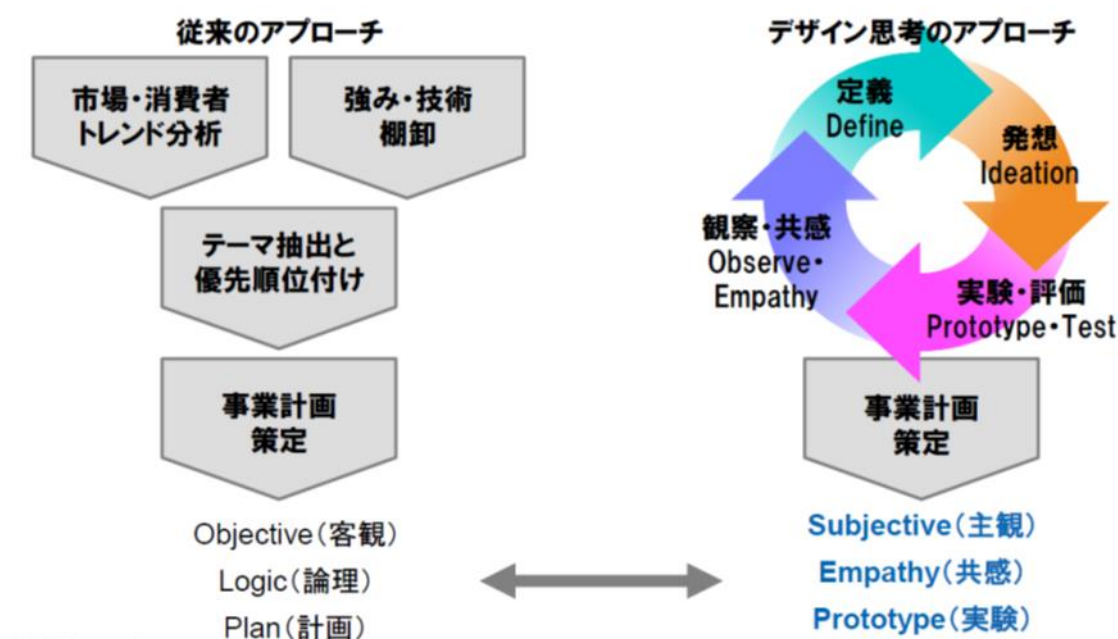 従来のアプローチ
市場・消費者
トレンド分析
強み・技術
棚卸
テーマ抽出と
優先順位付け
事業計画
策定
Objective(客観)
Logic(論理)
Plan(計画)
デザイン思考のアプローチ
定義
Define
発想
Ideation
実験・評価
Prototype・Test
観察・共感
Observe・
Empathy
事業計画
策定
Subjective(主観)
Empathy(共感)
Prototype(実験)